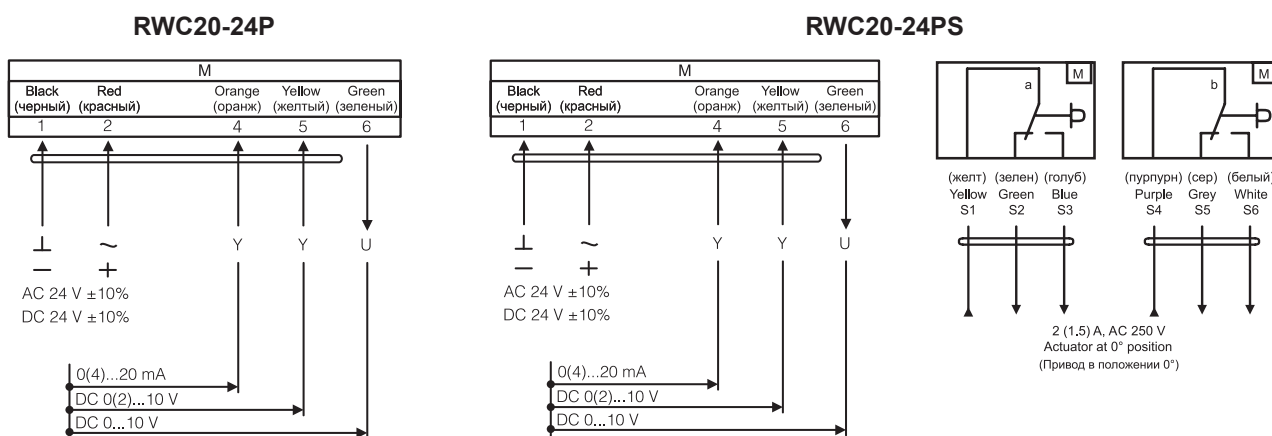 RWC20-24P
M
Black Red Orange Yellow Green
(черный) (красный) (оранж) (желтый) (зеленый)
1 2 4 5 6
⊥ ~ Y Y U
− +
AC 24 V ±10%
DC 24 V ±10%
0(4)...20 mA
DC 0(2)...10 V
DC 0...10 V
RWC20-24PS
M
Black Red Orange Yellow Green
(черный) (красный) (оранж) (желтый) (зеленый)
1 2 4 5 6
⊥ ~ Y Y U
− +
AC 24 V ±10%
DC 24 V ±10%
0(4)...20 mA
DC 0(2)...10 V
DC 0...10 V
M
a
(желт) (зелен) (голуб)
Yellow Green Blue
S1 S2 S3
M
b
(пурпурн) (сер) (белый)
Purple Grey White
S4 S5 S6
2 (1.5) A, AC 250 V
Actuator at 0° position
(Привод в положении 0°)